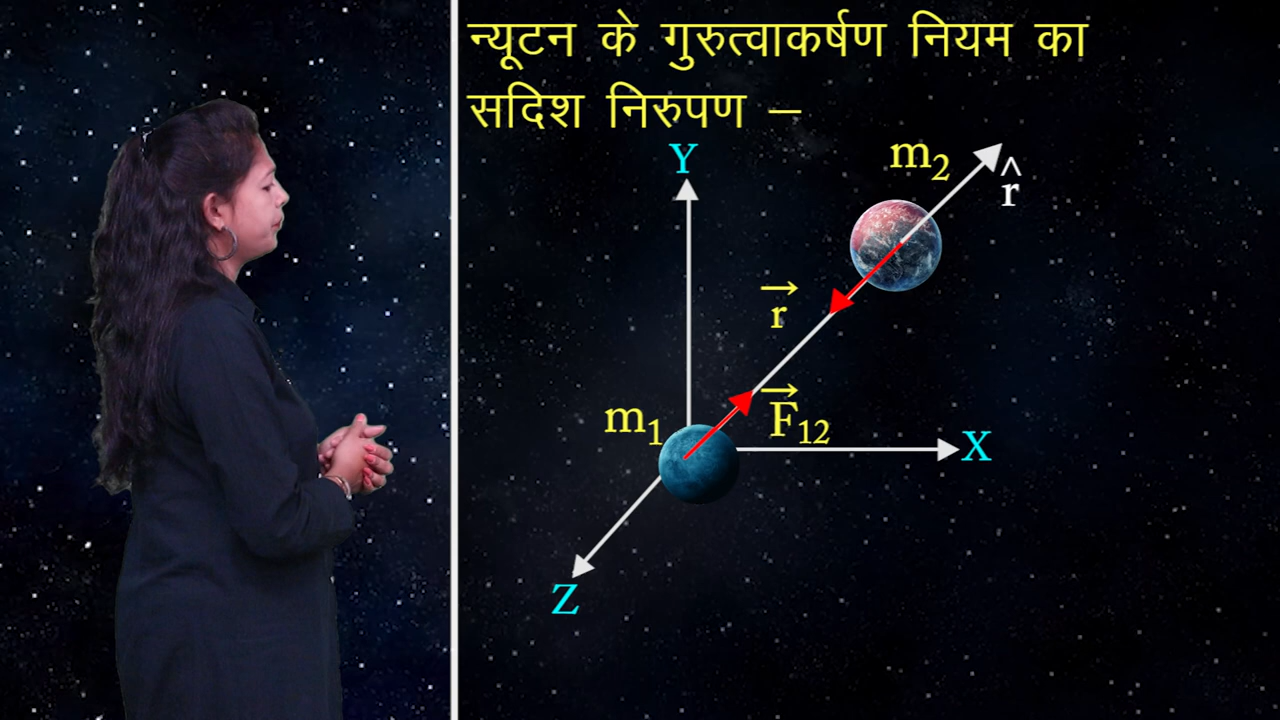 न्यूटन के गुरुत्वाकर्षण नियम का
सदिश निरुपण –
Y
m₂
r̂
r⃗
m₁
F⃗₁₂
X
Z